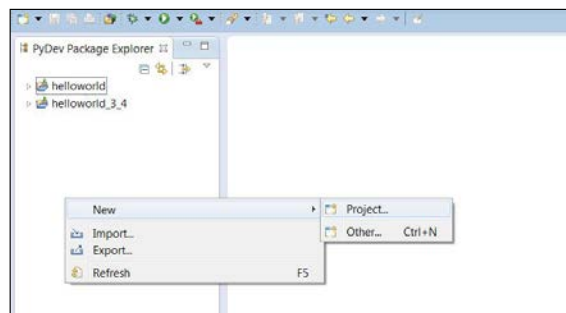 PyDev Package Explorer
helloworld
helloworld_3_4
New
Project...
Import...
Other... Ctrl+N
Export...
Refresh F5